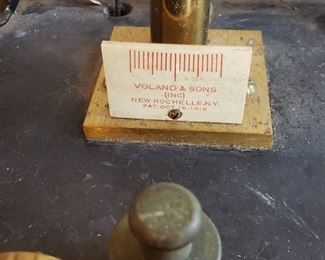 VOLAND & SONS
(INC)
NEW ROCHELLE.N.Y.
PAT. OCT. 15, 1912